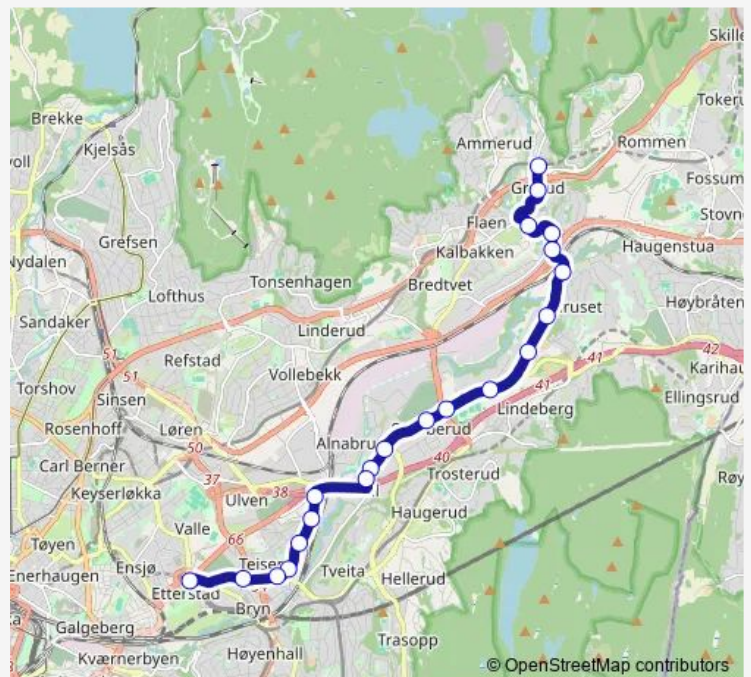 Skille
Brekke
Tokeru
Ammerud
Rommen
Kjelsås
voll
Fossum
Flaen
Stovne
Grefsen
Kalbakken
Haugenstua
Nydalen
Tonsenhagen
Bredtvet
Lofthus
Høybråten
Sandaker
Linderud
51
42
Refstad
41
41
Karihau
51
Vollebekk
Torshov
Sinsen
Ellingsrud
Lindeberg
Rosenhoff
Løren
Alnabru
50
40
Carl Berner
Trosterud
37
38
Keyserløkka
Ulven
Røy
Haugerud
Valle
66
Tøyen
Ensjø
Tveita
Enerhaugen
Hellerud
Etterstad
Bryn
Galgeberg
Trasopp
Høyenhall
Kværnerbyen
© OpenStreetMap contributors